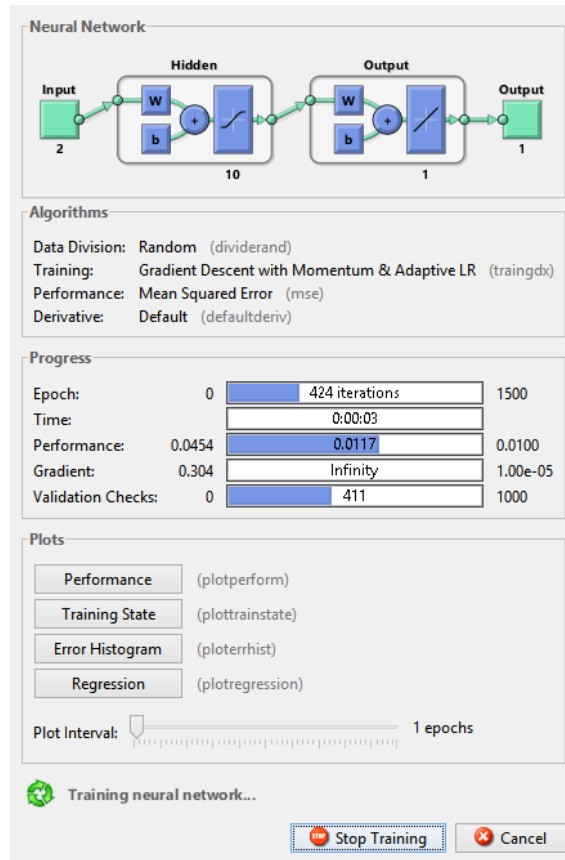 Neural Network
Hidden
Output
Input
Output
W
W
+
+
b
b
2
10
1
1
Algorithms
Data Division: Random (dividerand)
Training: Gradient Descent with Momentum & Adaptive LR (traingdx)
Performance: Mean Squared Error (mse)
Derivative: Default (defaultderiv)
Progress
Epoch: 0 424 iterations 1500
Time: 0:00:03
Performance: 0.0454 0.0117 0.0100
Gradient: 0.304 Infinity 1.00e-05
Validation Checks: 0 411 1000
Plots
Performance (plotperform)
Training State (plottrainstate)
Error Histogram (ploterrhist)
Regression (plotregression)
Plot Interval: 1 epochs
Training neural network...
STOP Stop Training Cancel